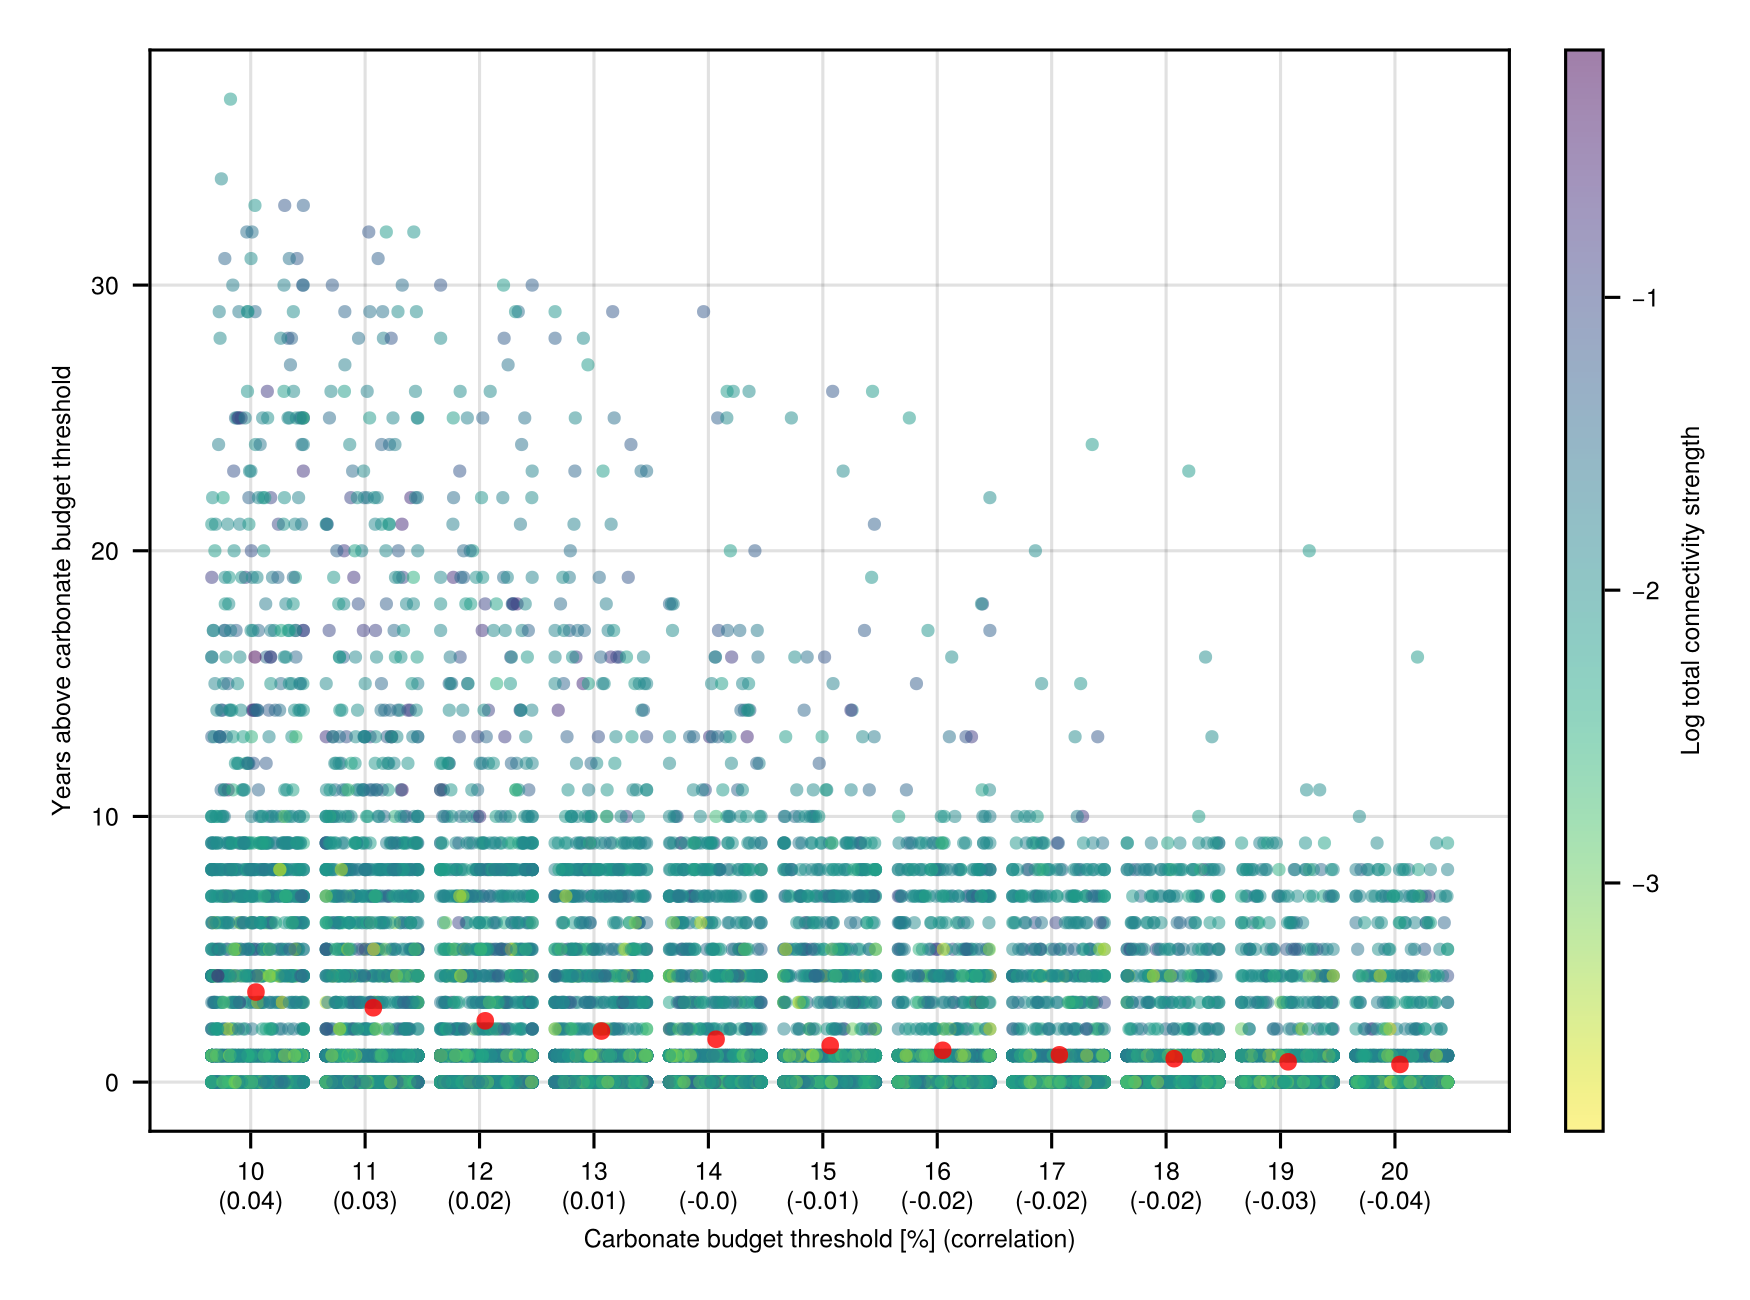 30
20
10
0
Years above carbonate budget threshold
10 11 12 13 14 15 16 17 18 19 20
(0.04) (0.03) (0.02) (0.01) (-0.0) (-0.01) (-0.02) (-0.02) (-0.02) (-0.03) (-0.04)
Carbonate budget threshold [%] (correlation)
−1
−2
−3
Log total connectivity strength